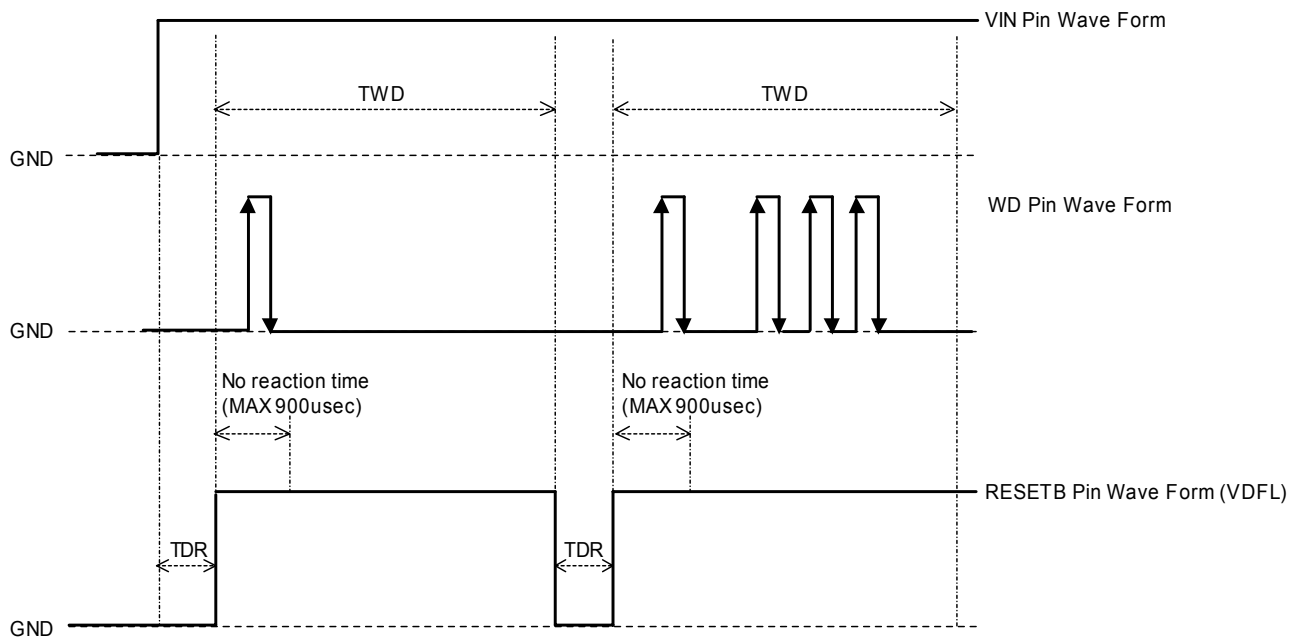 VIN Pin Wave Form
TWD
TWD
GND
WD Pin Wave Form
GND
No reaction time
(MAX 900usec)
No reaction time
(MAX 900usec)
RESETB Pin Wave Form (VDFL)
TDR
TDR
GND